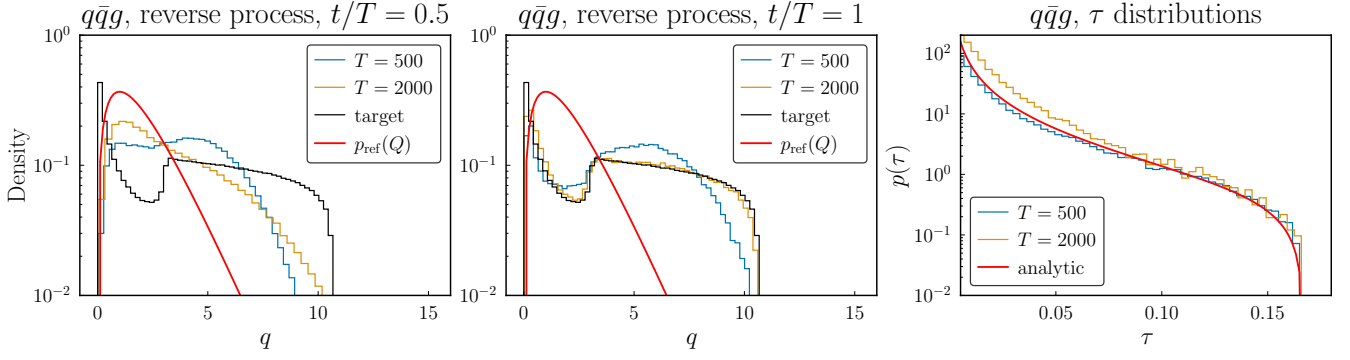 qq̄g, reverse process, t/T = 0.5
Density
10⁰
10⁻¹
10⁻²
T = 500
T = 2000
target
p_ref(Q)
0 5 10 15
q
qq̄g, reverse process, t/T = 1
10⁰
10⁻¹
10⁻²
T = 500
T = 2000
target
p_ref(Q)
0 5 10 15
q
qq̄g, τ distributions
p(τ)
10²
10¹
10⁰
10⁻¹
10⁻²
T = 500
T = 2000
analytic
0.05 0.10 0.15
τ